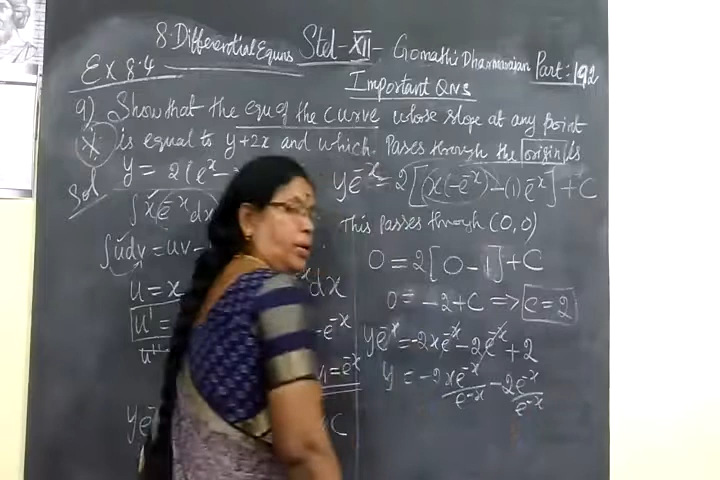 8. Differential Equns Std - XII - Gomathi Dharmarajan Part: 192
Ex 8.4
Important Qns
9) Show that the equ of the curve whose slope at any point
is equal to y+2x and which. Passes through the origin is
y = 2(e^x -
Sol
∫ x e^-x dx
∫udv = uv -
u = x
u' =
u''
ye
dx
-e^-x
= e^-x
C
ye^-x = 2[x(-e^-x) - (1)e^-x] + C
This passes through (0,0)
0 = 2[0-1] + C
0 = -2+C => C=2
ye^-x = -2xe^-x - 2e^-x + 2
y = -2xe^-x/e^-x - 2e^-x/e^-x